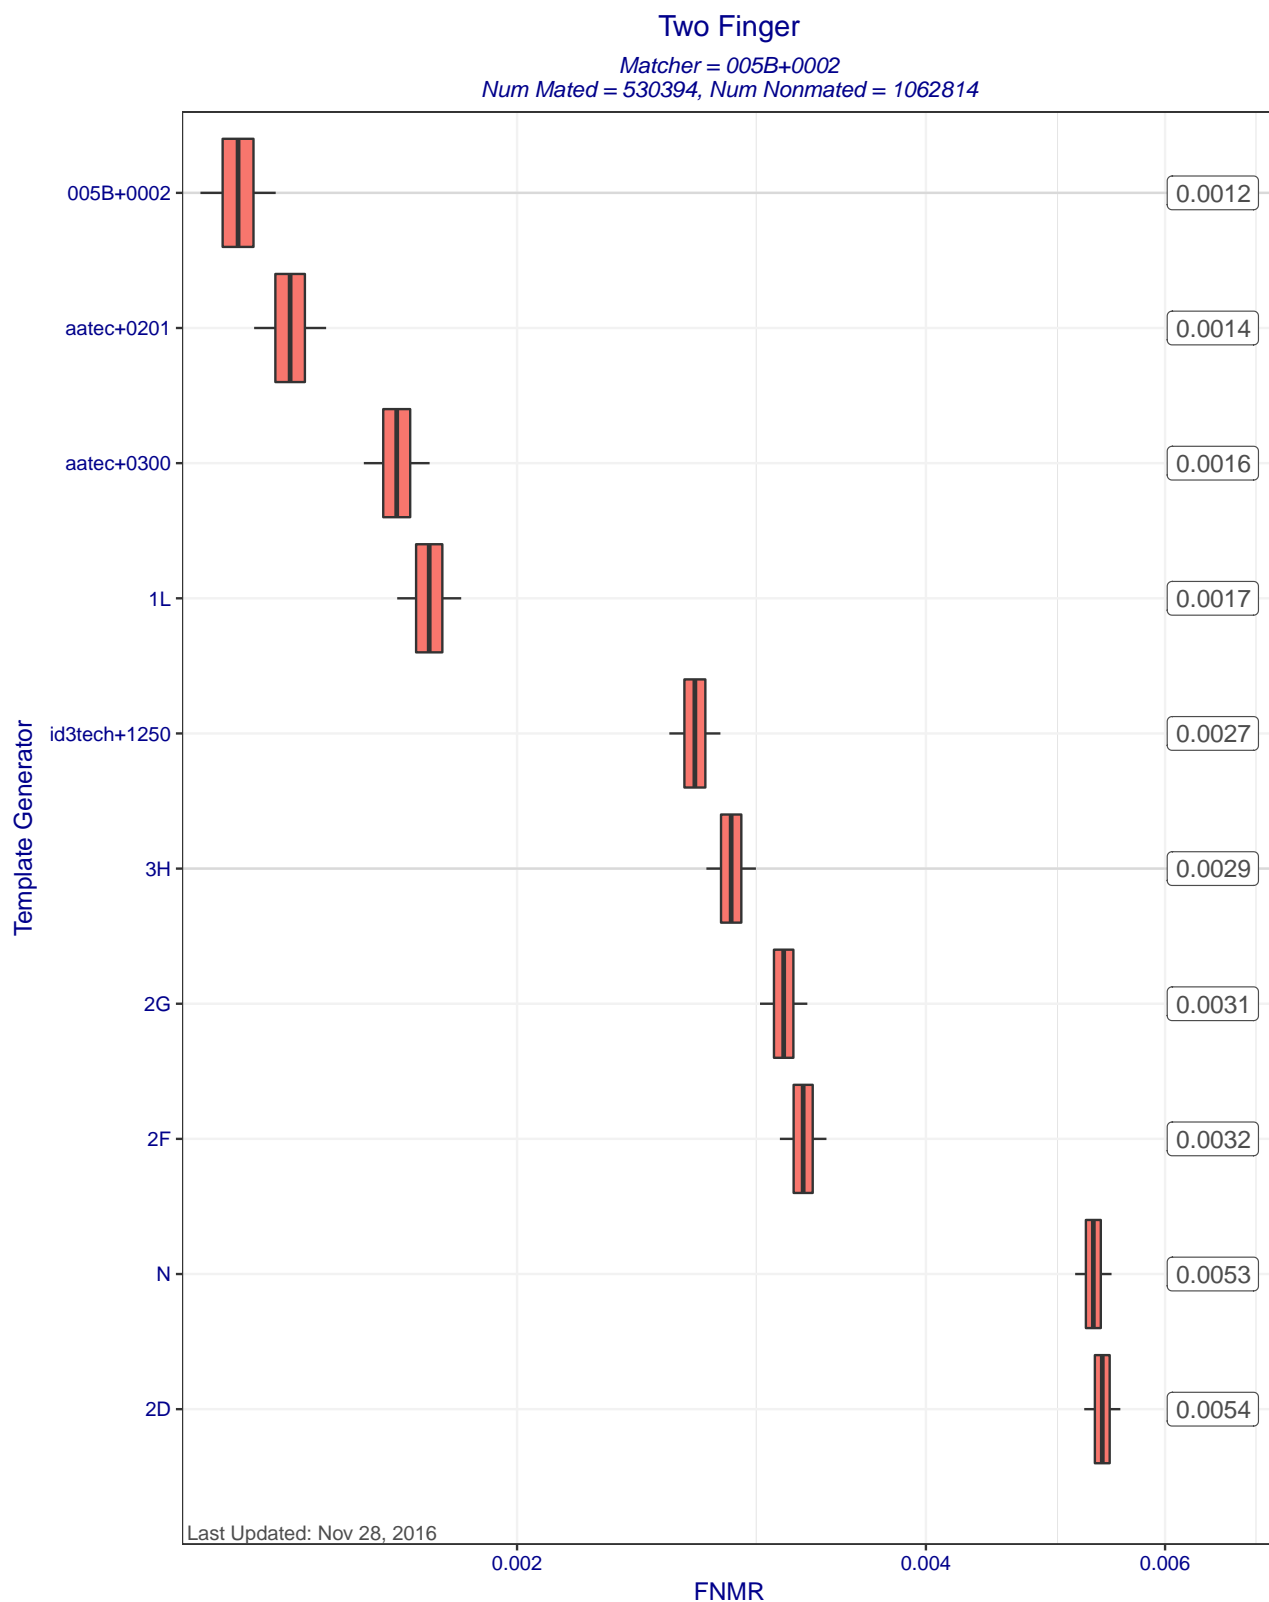 Two Finger
Matcher = 005B+0002
Num Mated = 530394, Num Nonmated = 1062814
005B+0002
0.0012
aatec+0201
0.0014
aatec+0300
0.0016
1L
0.0017
id3tech+1250
0.0027
3H
0.0029
2G
0.0031
2F
0.0032
N
0.0053
2D
0.0054
Template Generator
Last Updated: Nov 28, 2016
0.002
0.004
0.006
FNMR